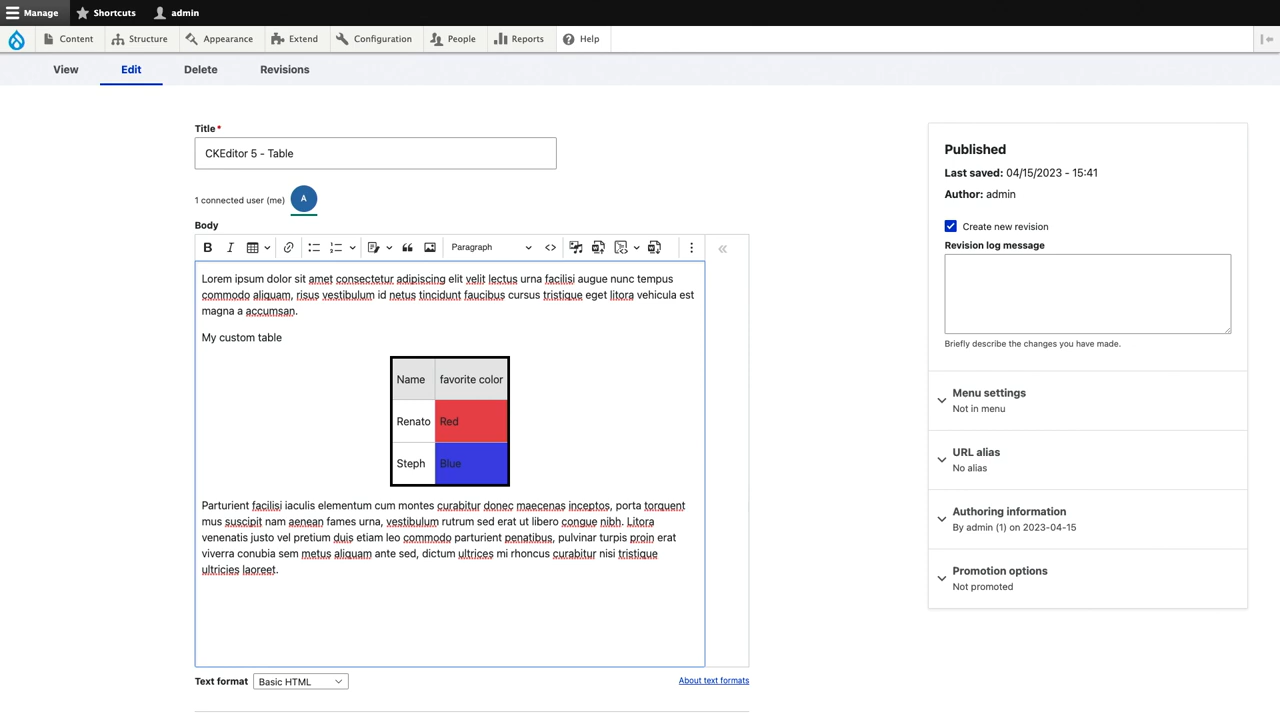 Manage Shortcuts admin
Content Structure Appearance Extend Configuration People Reports Help
View Edit Delete Revisions
Title*
CKEditor 5 - Table
1 connected user (me) A
Body
B I Paragraph
Lorem ipsum dolor sit amet consectetur adipiscing elit velit lectus urna facilisi augue nunc tempus
commodo aliquam, risus vestibulum id netus tincidunt faucibus cursus tristique eget litora vehicula est
magna a accumsan.
My custom table
Name favorite color
Renato Red
Steph Blue
Parturient facilisi iaculis elementum cum montes curabitur donec maecenas inceptos, porta torquent
mus suscipit nam aenean fames urna, vestibulum rutrum sed erat ut libero congue nibh. Litora
venenatis justo vel pretium duis etiam leo commodo parturient penatibus, pulvinar turpis proin erat
viverra conubia sem metus aliquam ante sed, dictum ultrices mi rhoncus curabitur nisi tristique
ultricies laoreet.
Text format Basic HTML About text formats
Published
Last saved: 04/15/2023 - 15:41
Author: admin
Create new revision
Revision log message
Briefly describe the changes you have made.
Menu settings
Not in menu
URL alias
No alias
Authoring information
By admin (1) on 2023-04-15
Promotion options
Not promoted